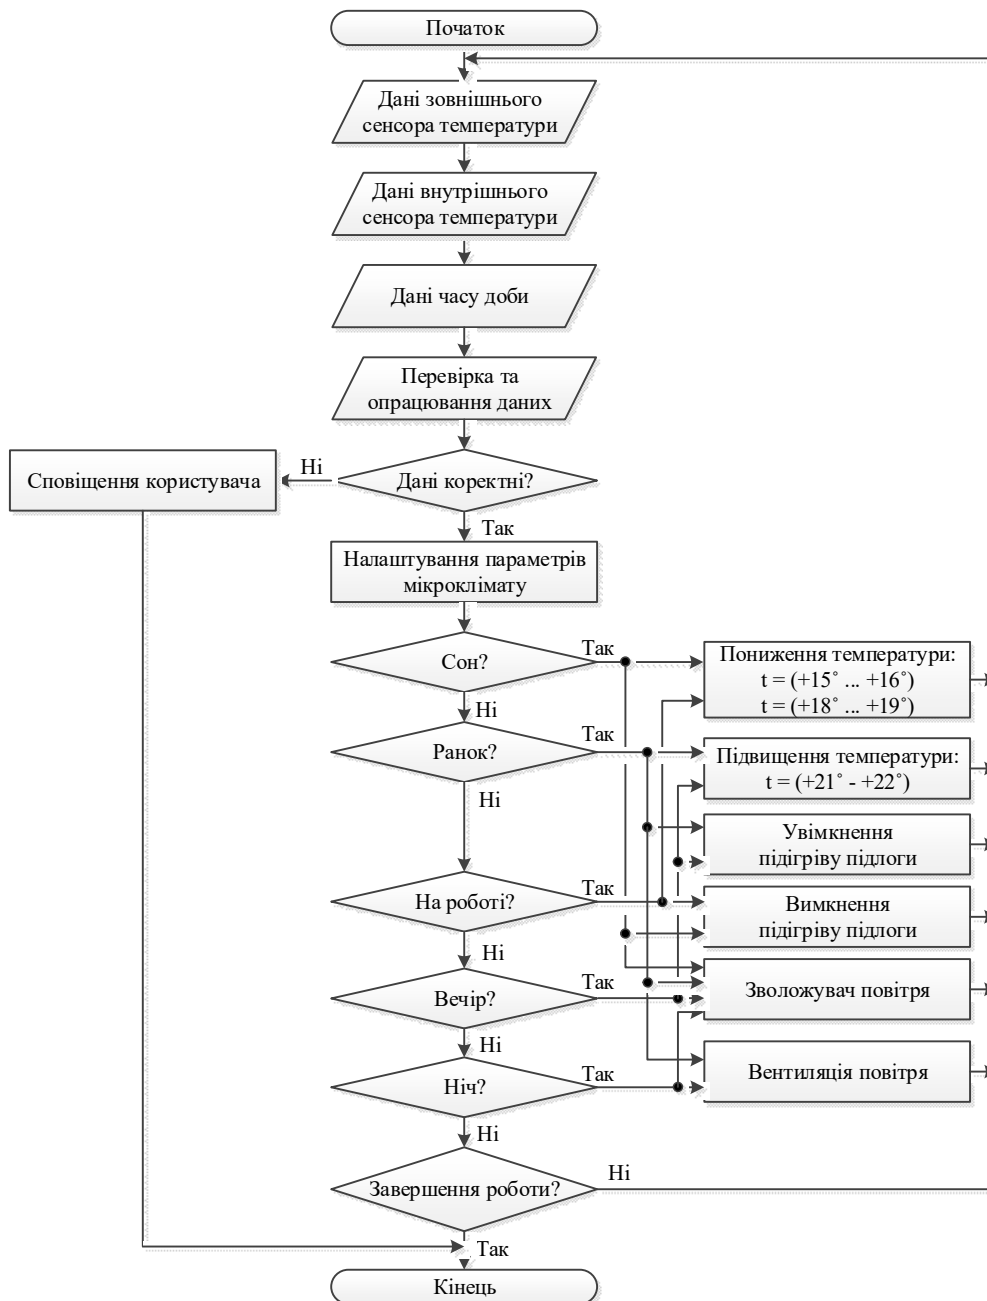 Початок
Дані зовнішнього
сенсора температури
Дані внутрішнього
сенсора температури
Дані часу доби
Перевірка та
опрацювання даних
Сповіщення користувача
Ні
Дані коректні?
Так
Налаштування параметрів
мікроклімату
Сон?
Так
Пониження температури:
t = (+15˚ ... +16˚)
t = (+18˚ ... +19˚)
Ні
Ранок?
Так
Підвищення температури:
t = (+21˚ - +22˚)
Ні
Увімкнення
підігріву підлоги
На роботі?
Так
Вимкнення
підігріву підлоги
Ні
Вечір?
Так
Зволожувач повітря
Ні
Ніч?
Так
Вентиляція повітря
Ні
Завершення роботи?
Ні
Так
Кінець